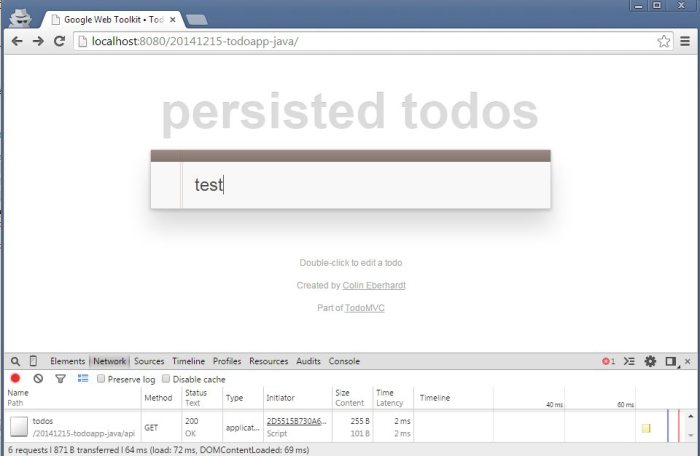 Google Web Toolkit • Tod
localhost:8080/20141215-todoapp-java/
persisted todos
test
Double-click to edit a todo
Created by Colin Eberhardt
Part of TodoMVC
Elements Network Sources Timeline Profiles Resources Audits Console 1
Preserve log Disable cache
Name Method Status Type Initiator Size Time Timeline
Path Text Content Latency 40 ms 60 ms
todos GET 200 applicat... 2D5515B730A6... 255 B 2 ms
/20141215-todoapp-java/api OK Script 101 B 2 ms
6 requests | 871 B transferred | 64 ms (load: 72 ms, DOMContentLoaded: 69 ms)